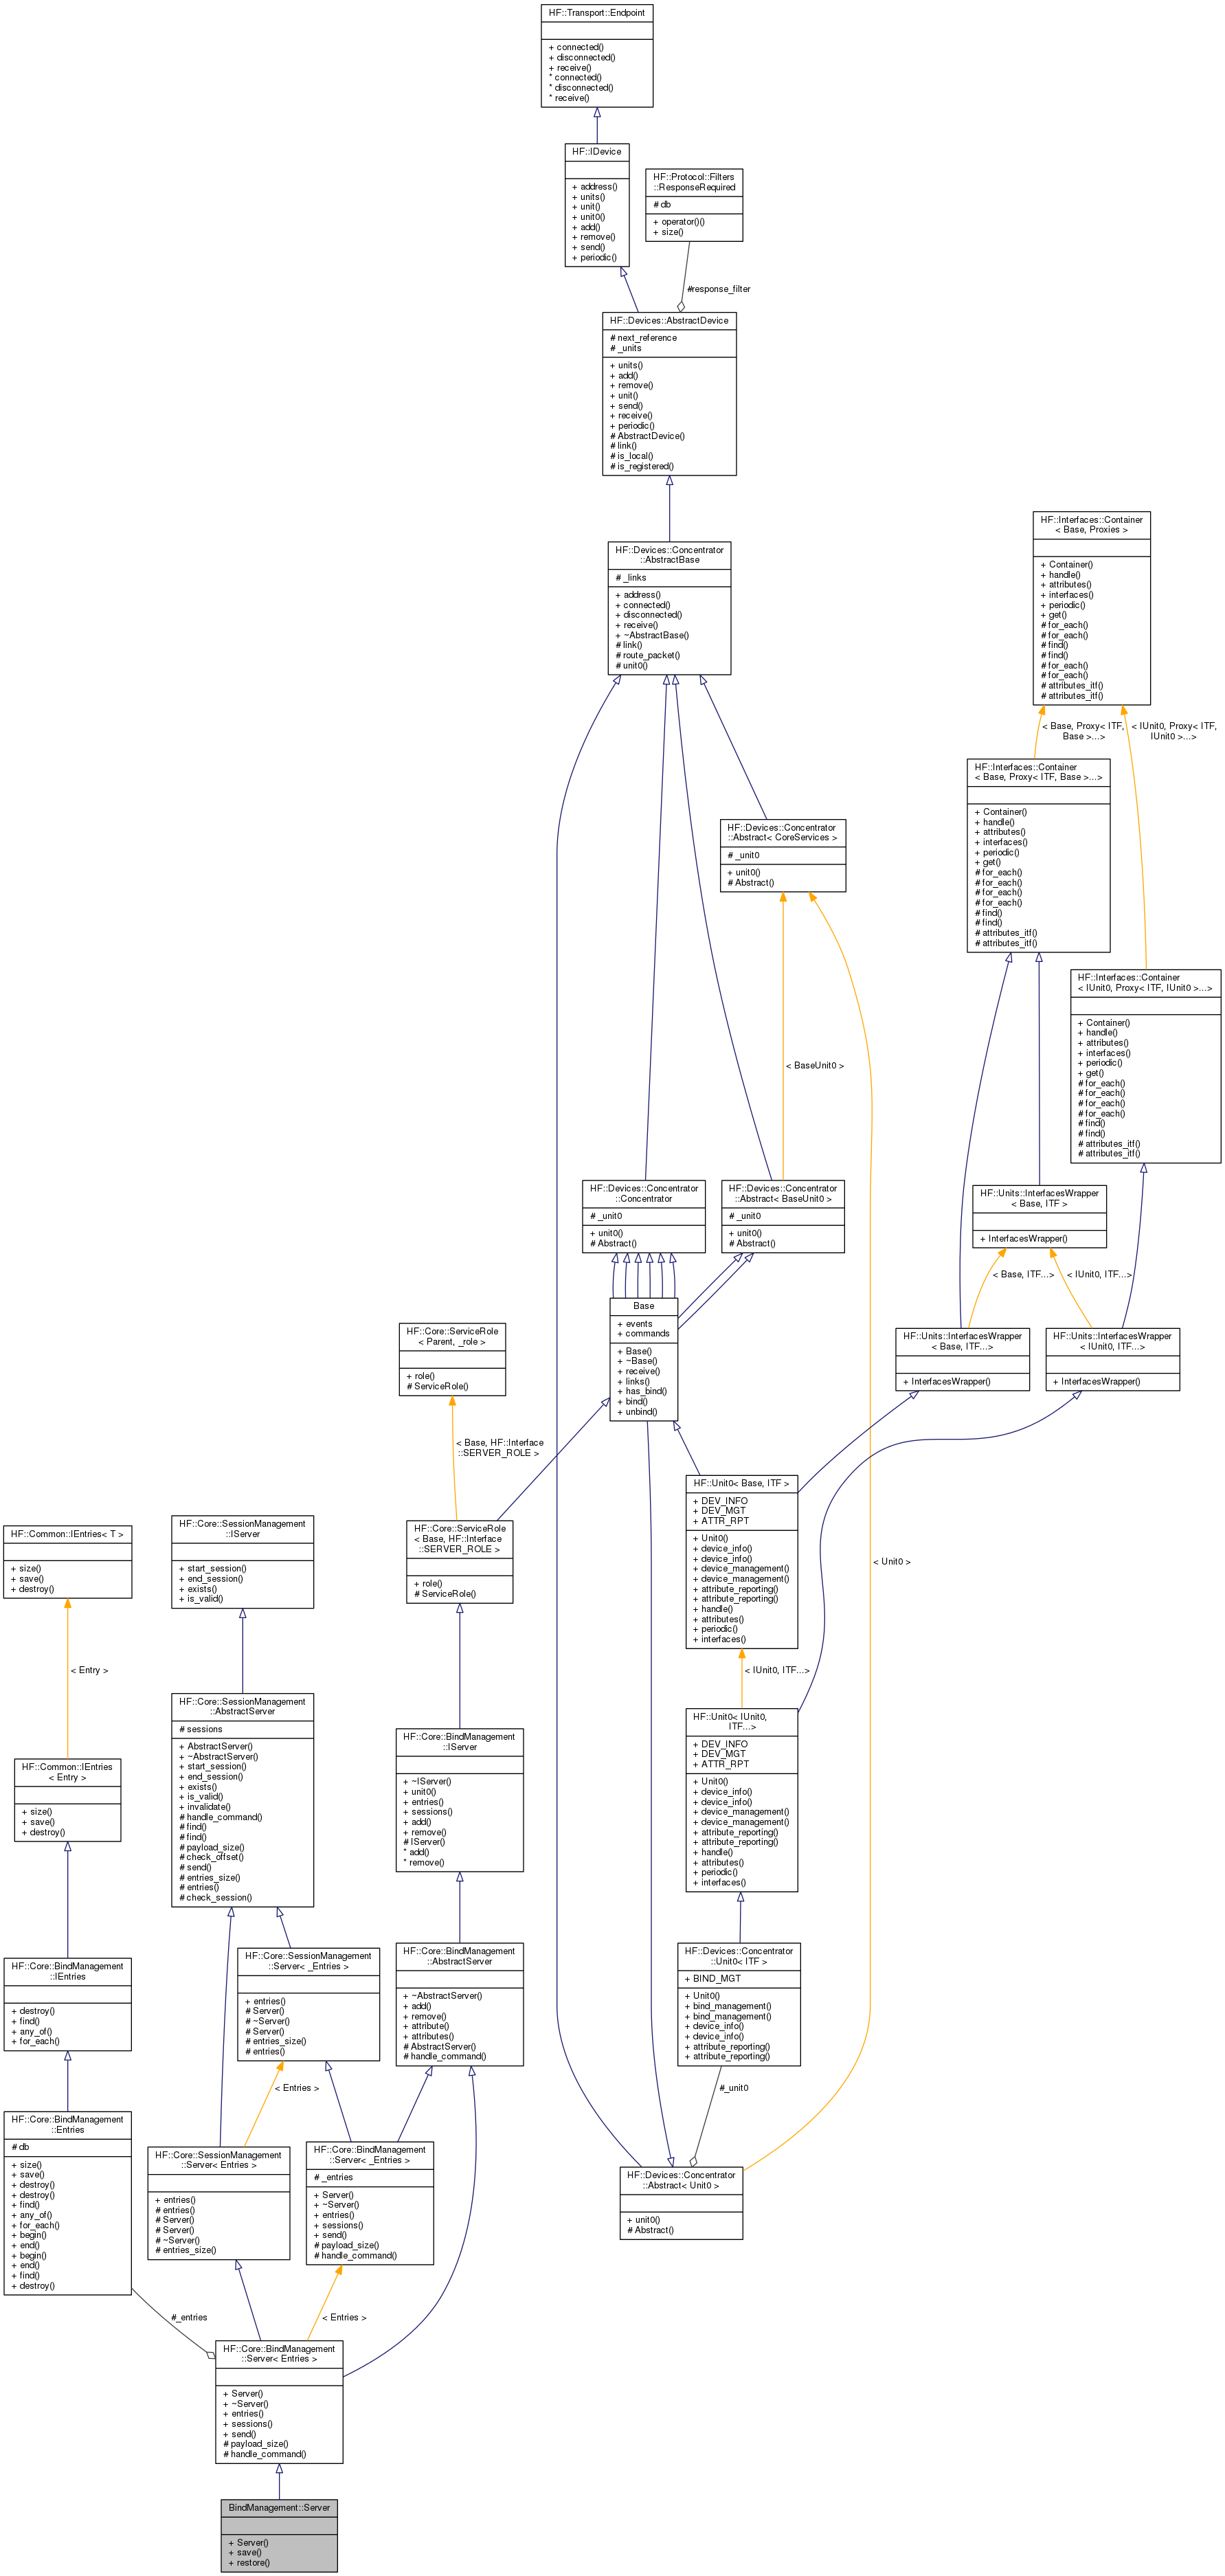 HF::Transport::Endpoint
+ connected()
+ disconnected()
+ receive()
* connected()
* disconnected()
* receive()
HF::IDevice
+ address()
+ units()
+ unit()
+ unit0()
+ add()
+ remove()
+ send()
+ periodic()
HF::Protocol::Filters
::ResponseRequired
# db
+ operator()()
+ size()
#response_filter
HF::Devices::AbstractDevice
# next_reference
# _units
+ units()
+ add()
+ remove()
+ unit()
+ send()
+ receive()
+ periodic()
# AbstractDevice()
# link()
# is_local()
# is_registered()
HF::Devices::Concentrator
::AbstractBase
# _links
+ address()
+ connected()
+ disconnected()
+ receive()
+ ~AbstractBase()
# link()
# route_packet()
# unit0()
HF::Interfaces::Container
< Base, Proxies >
+ Container()
+ handle()
+ attributes()
+ interfaces()
+ periodic()
+ get()
# for_each()
# for_each()
# find()
# find()
# for_each()
# for_each()
# attributes_itf()
# attributes_itf()
< Base, Proxy< ITF,
Base >...>
< IUnit0, Proxy< ITF,
IUnit0 >...>
HF::Interfaces::Container
< Base, Proxy< ITF, Base >...>
+ Container()
+ handle()
+ attributes()
+ interfaces()
+ periodic()
+ get()
# for_each()
# for_each()
# for_each()
# for_each()
# find()
# find()
# attributes_itf()
# attributes_itf()
HF::Devices::Concentrator
::Abstract< CoreServices >
# _unit0
+ unit0()
# Abstract()
HF::Interfaces::Container
< IUnit0, Proxy< ITF, IUnit0 >...>
+ Container()
+ handle()
+ attributes()
+ interfaces()
+ periodic()
+ get()
# for_each()
# for_each()
# for_each()
# for_each()
# find()
# find()
# attributes_itf()
# attributes_itf()
< BaseUnit0 >
HF::Devices::Concentrator
::Concentrator
# _unit0
+ unit0()
# Abstract()
HF::Devices::Concentrator
::Abstract< BaseUnit0 >
# _unit0
+ unit0()
# Abstract()
HF::Units::InterfacesWrapper
< Base, ITF >
+ InterfacesWrapper()
< Base, ITF...>
< IUnit0, ITF...>
Base
+ events
+ commands
+ Base()
+ ~Base()
+ receive()
+ links()
+ has_bind()
+ bind()
+ unbind()
HF::Core::ServiceRole
< Parent, _role >
+ role()
# ServiceRole()
HF::Units::InterfacesWrapper
< Base, ITF...>
+ InterfacesWrapper()
HF::Units::InterfacesWrapper
< IUnit0, ITF...>
+ InterfacesWrapper()
< Base, HF::Interface
::SERVER_ROLE >
HF::Unit0< Base, ITF >
+ DEV_INFO
+ DEV_MGT
+ ATTR_RPT
+ Unit0()
+ device_info()
+ device_info()
+ device_management()
+ device_management()
+ attribute_reporting()
+ attribute_reporting()
+ handle()
+ attributes()
+ periodic()
+ interfaces()
< Unit0 >
HF::Core::ServiceRole
< Base, HF::Interface
::SERVER_ROLE >
+ role()
# ServiceRole()
HF::Common::IEntries< T >
+ size()
+ save()
+ destroy()
HF::Core::SessionManagement
::IServer
+ start_session()
+ end_session()
+ exists()
+ is_valid()
< Entry >
< IUnit0, ITF...>
HF::Core::SessionManagement
::AbstractServer
# sessions
+ AbstractServer()
+ ~AbstractServer()
+ start_session()
+ end_session()
+ exists()
+ is_valid()
+ invalidate()
# handle_command()
# find()
# find()
# payload_size()
# check_offset()
# send()
# entries_size()
# entries()
# check_session()
HF::Core::BindManagement
::IServer
+ ~IServer()
+ unit0()
+ entries()
+ sessions()
+ add()
+ remove()
# IServer()
* add()
* remove()
HF::Unit0< IUnit0,
ITF...>
+ DEV_INFO
+ DEV_MGT
+ ATTR_RPT
+ Unit0()
+ device_info()
+ device_info()
+ device_management()
+ device_management()
+ attribute_reporting()
+ attribute_reporting()
+ handle()
+ attributes()
+ periodic()
+ interfaces()
HF::Common::IEntries
< Entry >
+ size()
+ save()
+ destroy()
HF::Core::BindManagement
::IEntries
+ destroy()
+ find()
+ any_of()
+ for_each()
HF::Core::SessionManagement
::Server< _Entries >
+ entries()
# Server()
# ~Server()
# Server()
# entries_size()
# entries()
HF::Core::BindManagement
::AbstractServer
+ ~AbstractServer()
+ add()
+ remove()
+ attribute()
+ attributes()
# AbstractServer()
# handle_command()
HF::Devices::Concentrator
::Unit0< ITF >
+ BIND_MGT
+ Unit0()
+ bind_management()
+ bind_management()
+ device_info()
+ device_info()
+ attribute_reporting()
+ attribute_reporting()
< Entries >
#_unit0
HF::Core::BindManagement
::Entries
# db
+ size()
+ save()
+ destroy()
+ destroy()
+ find()
+ any_of()
+ for_each()
+ begin()
+ end()
+ begin()
+ end()
+ find()
+ destroy()
HF::Core::SessionManagement
::Server< Entries >
+ entries()
# entries()
# Server()
# Server()
# ~Server()
# entries_size()
HF::Core::BindManagement
::Server< _Entries >
# _entries
+ Server()
+ ~Server()
+ entries()
+ sessions()
+ send()
# payload_size()
# handle_command()
HF::Devices::Concentrator
::Abstract< Unit0 >
+ unit0()
# Abstract()
#_entries
< Entries >
HF::Core::BindManagement
::Server< Entries >
+ Server()
+ ~Server()
+ entries()
+ sessions()
+ send()
# payload_size()
# handle_command()
BindManagement::Server
+ Server()
+ save()
+ restore()